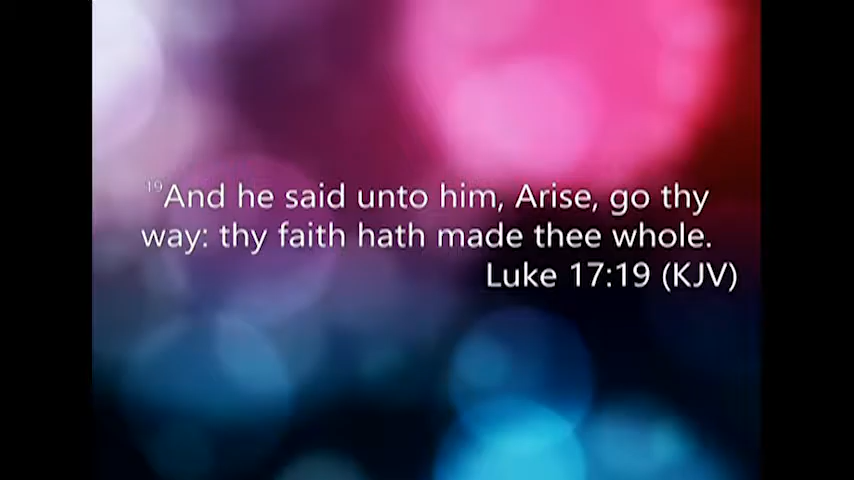 19And he said unto him, Arise, go thy
way: thy faith hath made thee whole.
Luke 17:19 (KJV)